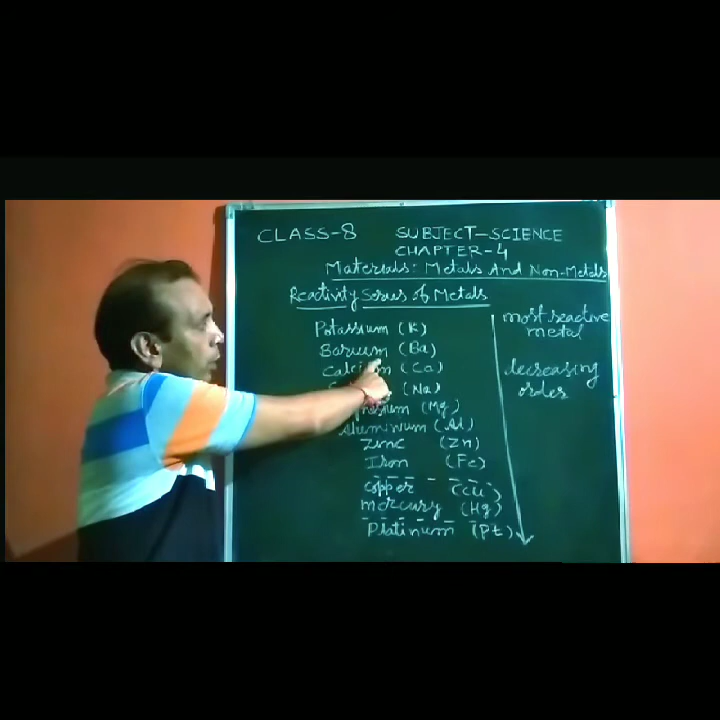 CLASS-8 SUBJECT-SCIENCE
CHAPTER-4
Materials: Metals And Non-Metals
Reactivity Series of Metals
most reactive
metal
decreasing
order
Potassium (K)
Barium (Ba)
Calcium (Ca)
(Na)
(Mg)
Aluminium (Al)
Zinc (Zn)
Iron (Fe)
Copper (Cu)
Mercury (Hg)
Platinum (Pt)